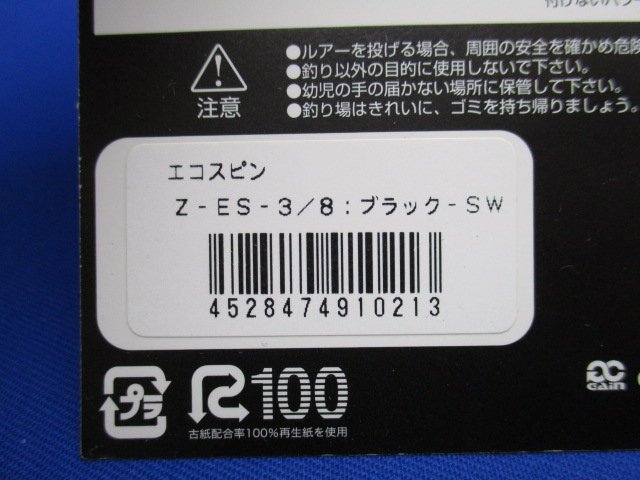 ●ルアーを投げる場合、周囲の安全を確かめ危険
●釣り以外の目的に使用しないで下さい。
●幼児の手の届かない場所に保管して下さい。
●釣り場はきれいに、ゴミを持ち帰りましょう。
注意
エコスピン
Z-ES-3/8:ブラック-SW
4528474910213
プラ
R100
古紙配合率100%再生紙を使用
GAiN